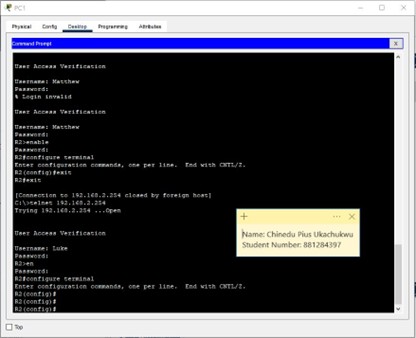 PC1
Physical Config Desktop Programming Attributes
Command Prompt X
User Access Verification
Username: Matthew
Password:
% Login invalid
User Access Verification
Username: Matthew
Password:
R2>enable
Password:
R2#configure terminal
Enter configuration commands, one per line. End with CNTL/Z.
R2(config)#exit
R2#exit
[Connection to 192.168.2.254 closed by foreign host]
C:\>telnet 192.168.2.254
Trying 192.168.2.254 ...Open
User Access Verification
Username: Luke
Password:
R2>en
Password:
R2#configure terminal
Enter configuration commands, one per line. End with CNTL/Z.
R2(config)#
R2(config)#
R2(config)#
Name: Chinedu Pius Ukachukwu
Student Number: 881284397
Top